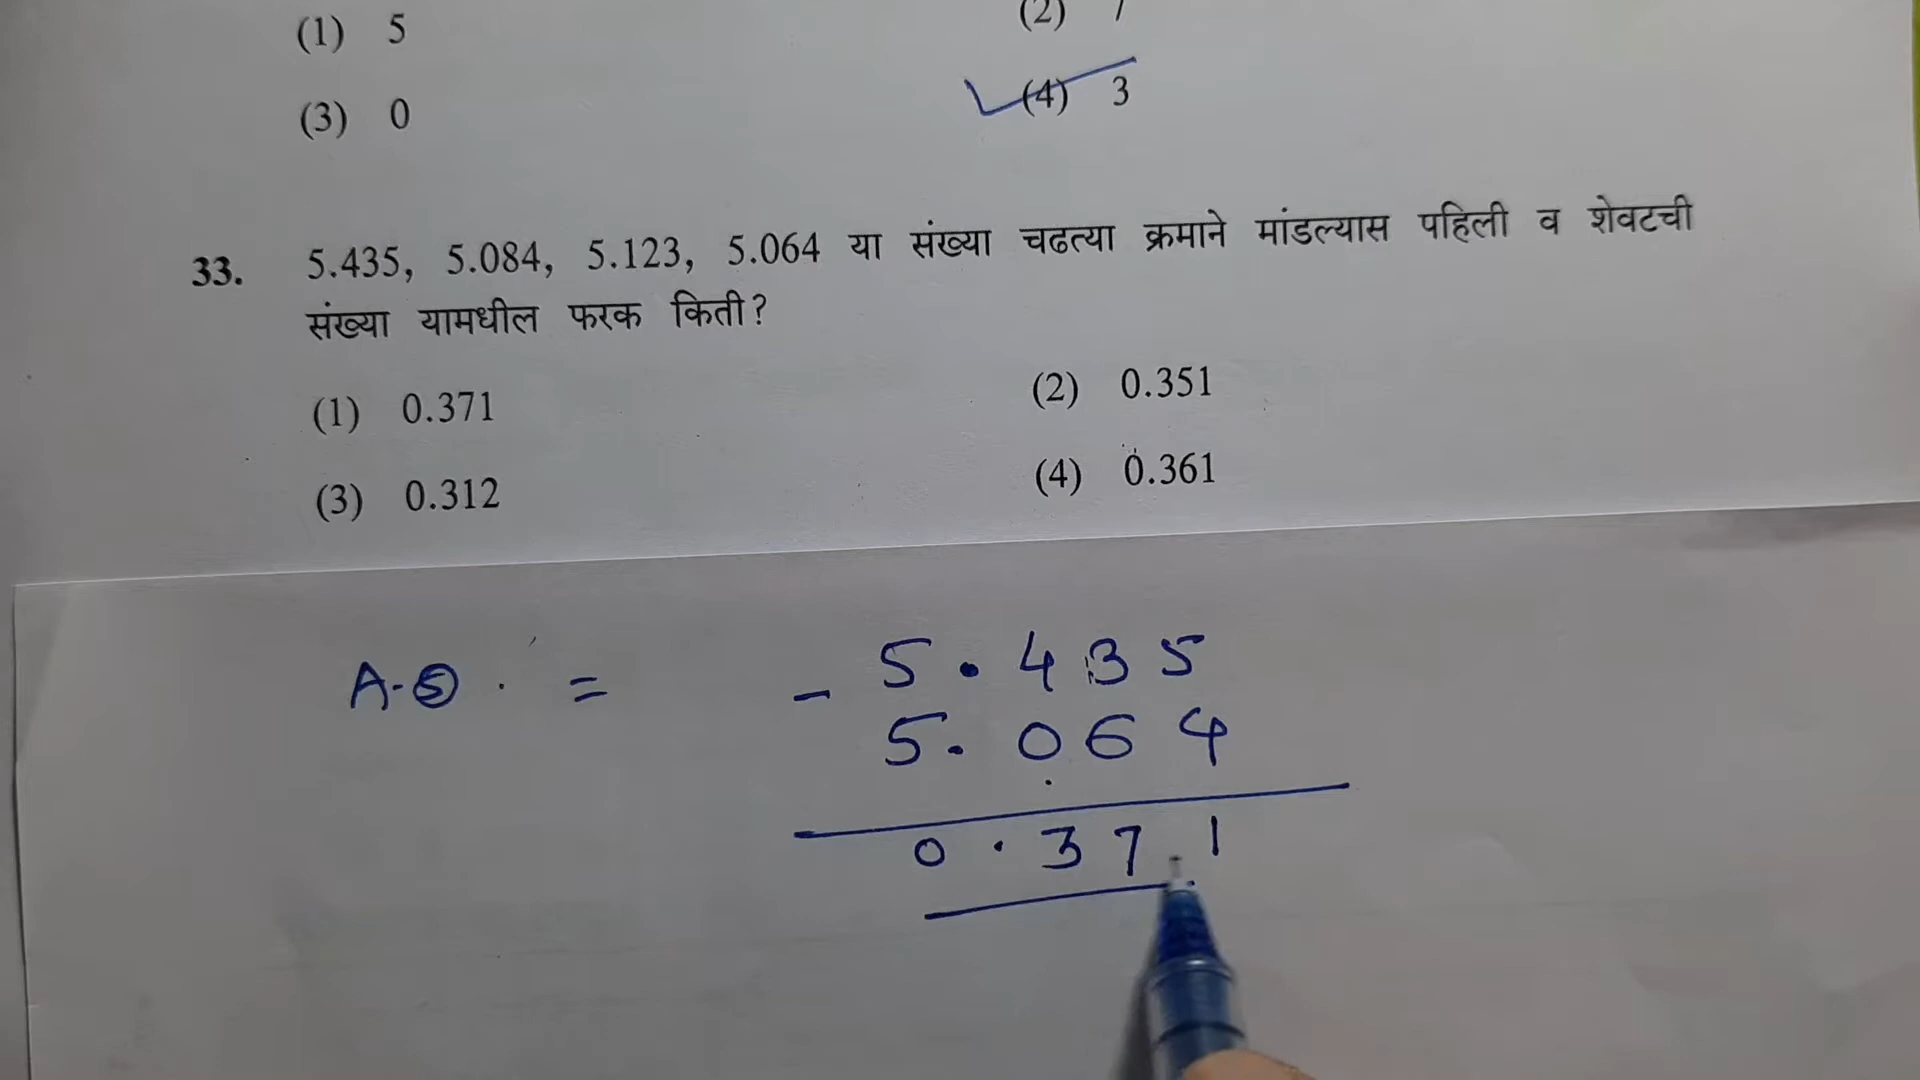 (1) 5 (2)
(3) 0 (4) 3
33. 5.435, 5.084, 5.123, 5.064 या संख्या चढत्या क्रमाने मांडल्यास पहिली व शेवटची
संख्या यामधील फरक किती?
(1) 0.371 (2) 0.351
(3) 0.312 (4) 0.361
A-⑤ = - 5.435
5.064
0.371